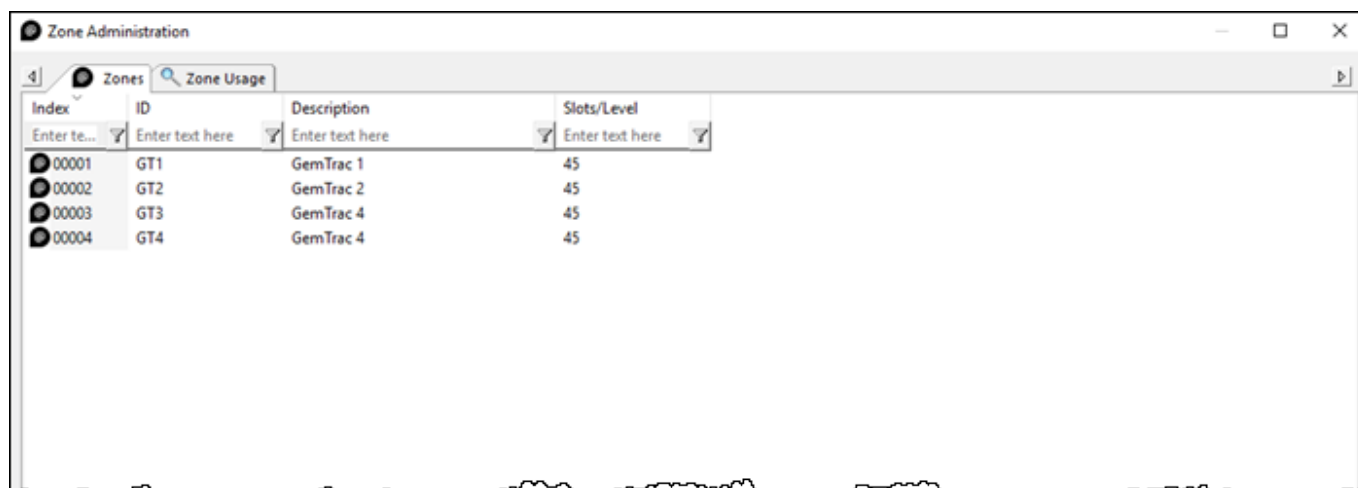 Zone Administration
Zones Zone Usage
Index ID Description Slots/Level
Enter te... Enter text here Enter text here Enter text here
00001 GT1 GemTrac 1 45
00002 GT2 GemTrac 2 45
00003 GT3 GemTrac 4 45
00004 GT4 GemTrac 4 45